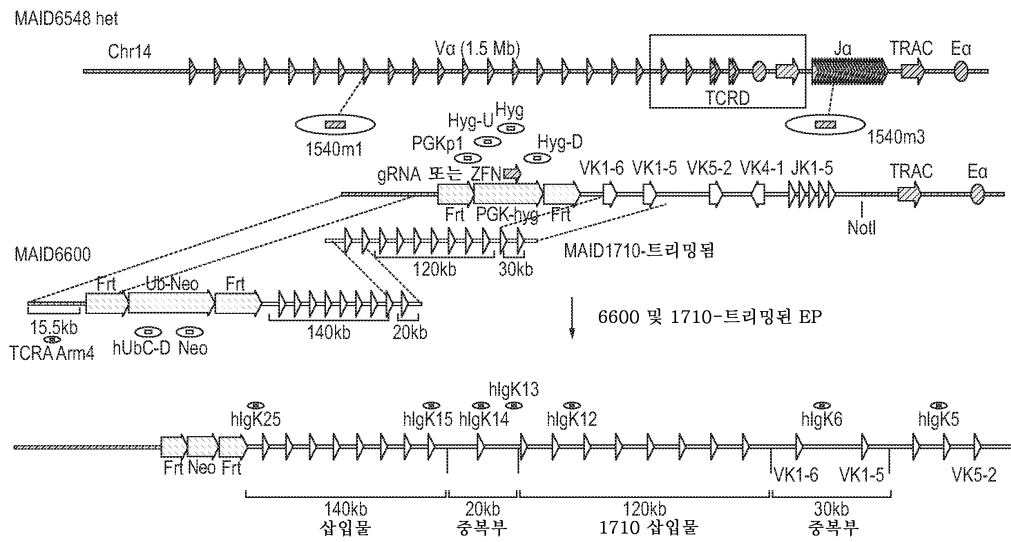 MAID6548 het
Chr14
Vα (1.5 Mb)
Jα
TRAC
Eα
TCRD
1540m1
1540m3
Hyg-U
Hyg
PGKp1
Hyg-D
gRNA 또는 ZFN
VK1-6
VK1-5
VK5-2
VK4-1
JK1-5
TRAC
Eα
Frt
PGK-hyg
Frt
NotI
MAID1710-트리밍됨
120kb
30kb
MAID6600
Frt
Ub-Neo
Frt
15.5kb
140kb
20kb
TCRA Arm4
hUbC-D
Neo
6600 및 1710-트리밍된 EP
hIgK25
hIgK15
hIgK14
hIgK13
hIgK12
hIgK6
hIgK5
Frt
Neo
Frt
VK1-6
VK1-5
VK5-2
140kb
삽입물
20kb
중복부
120kb
1710 삽입물
30kb
중복부